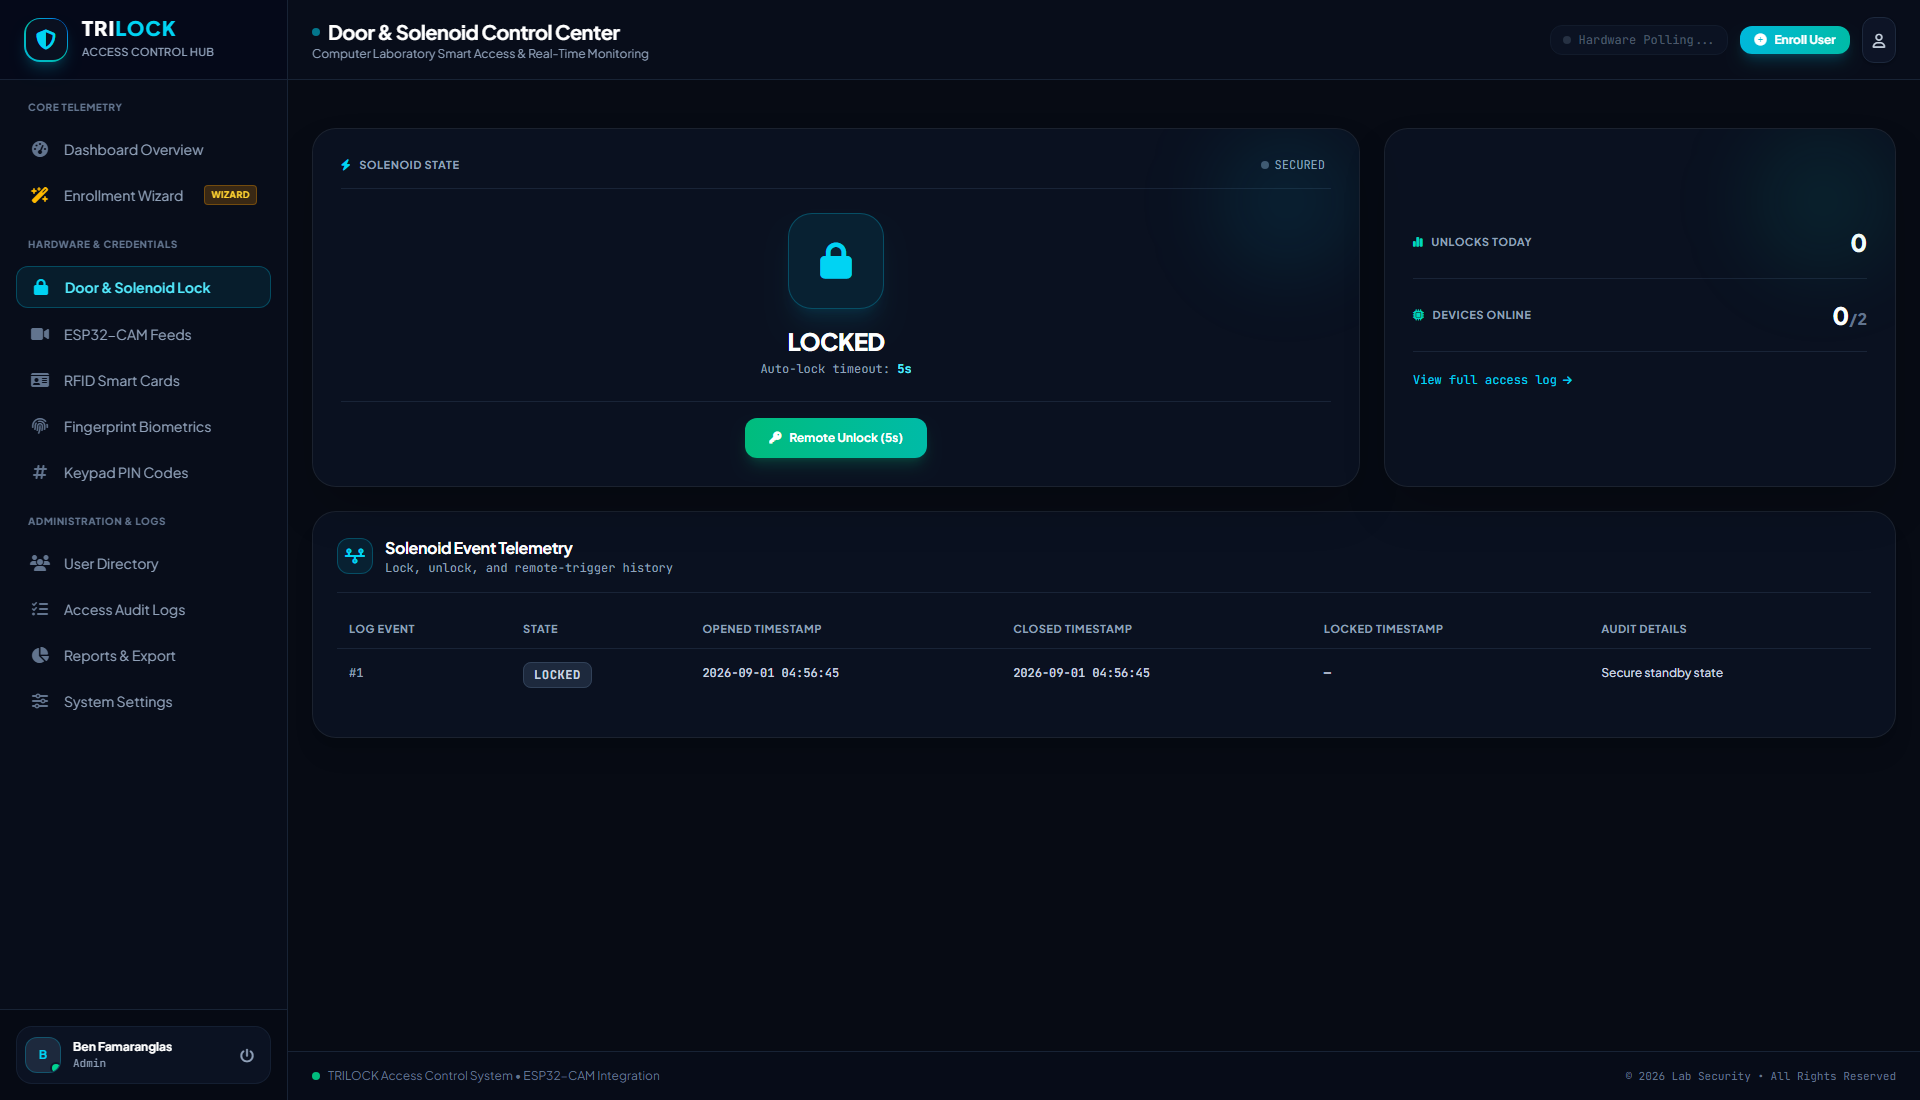 TRILOCK
ACCESS CONTROL HUB
CORE TELEMETRY
Dashboard Overview
Enrollment Wizard WIZARD
HARDWARE & CREDENTIALS
Door & Solenoid Lock
ESP32-CAM Feeds
RFID Smart Cards
Fingerprint Biometrics
Keypad PIN Codes
ADMINISTRATION & LOGS
User Directory
Access Audit Logs
Reports & Export
System Settings
B
Ben Famaranglas
Admin
Door & Solenoid Control Center
Computer Laboratory Smart Access & Real-Time Monitoring
Hardware Polling...
Enroll User
SOLENOID STATE
SECURED
LOCKED
Auto-lock timeout: 5s
Remote Unlock (5s)
UNLOCKS TODAY 0
DEVICES ONLINE 0/2
View full access log →
Solenoid Event Telemetry
Lock, unlock, and remote-trigger history
LOG EVENT STATE OPENED TIMESTAMP CLOSED TIMESTAMP LOCKED TIMESTAMP AUDIT DETAILS
#1 LOCKED 2026-09-01 04:56:45 2026-09-01 04:56:45 — Secure standby state
TRILOCK Access Control System • ESP32-CAM Integration
© 2026 Lab Security • All Rights Reserved